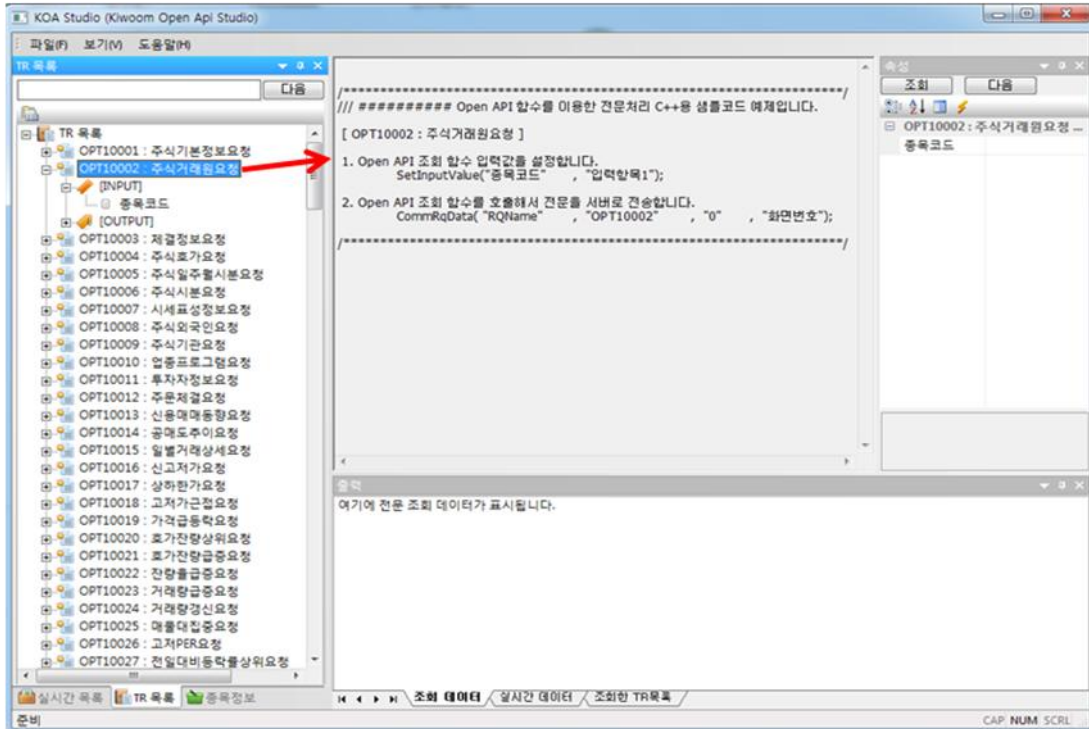 KOA Studio (Kiwoom Open Api Studio)
파일(F) 보기(V) 도움말(H)
TR 목록
다음
TR 목록
OPT10001 : 주식기본정보요청
OPT10002 : 주식거래원요청
[INPUT]
종목코드
[OUTPUT]
OPT10003 : 체결정보요청
OPT10004 : 주식호가요청
OPT10005 : 주식일주월시분요청
OPT10006 : 주식시분요청
OPT10007 : 시세표성정보요청
OPT10008 : 주식외국인요청
OPT10009 : 주식기관요청
OPT10010 : 업종프로그램요청
OPT10011 : 투자자정보요청
OPT10012 : 주문체결요청
OPT10013 : 신용매매동향요청
OPT10014 : 공매도추이요청
OPT10015 : 일별거래상세요청
OPT10016 : 신고저가요청
OPT10017 : 상하한가요청
OPT10018 : 고저가근접요청
OPT10019 : 가격급등락요청
OPT10020 : 호가잔량상위요청
OPT10021 : 호가잔량급증요청
OPT10022 : 잔량율급증요청
OPT10023 : 거래량급증요청
OPT10024 : 거래량갱신요청
OPT10025 : 매물대집중요청
OPT10026 : 고저PER요청
OPT10027 : 전일대비등락률상위요청
실시간 목록 TR 목록 종목정보
/********************************************************************/
/// ########## Open API 함수를 이용한 전문처리 C++용 샘플코드 예제입니다.
[ OPT10002 : 주식거래원요청 ]
1. Open API 조회 함수 입력값을 설정합니다.
SetInputValue("종목코드" , "입력항목1");
2. Open API 조회 함수를 호출해서 전문을 서버로 전송합니다.
CommRqData( "RQName" , "OPT10002" , "0" , "화면번호");
/********************************************************************/
속성
조회 다음
OPT10002 : 주식거래원요청 ...
종목코드
출력
여기에 전문 조회 데이터가 표시됩니다.
조회 데이터 실시간 데이터 조회한 TR목록
준비
CAP NUM SCRL